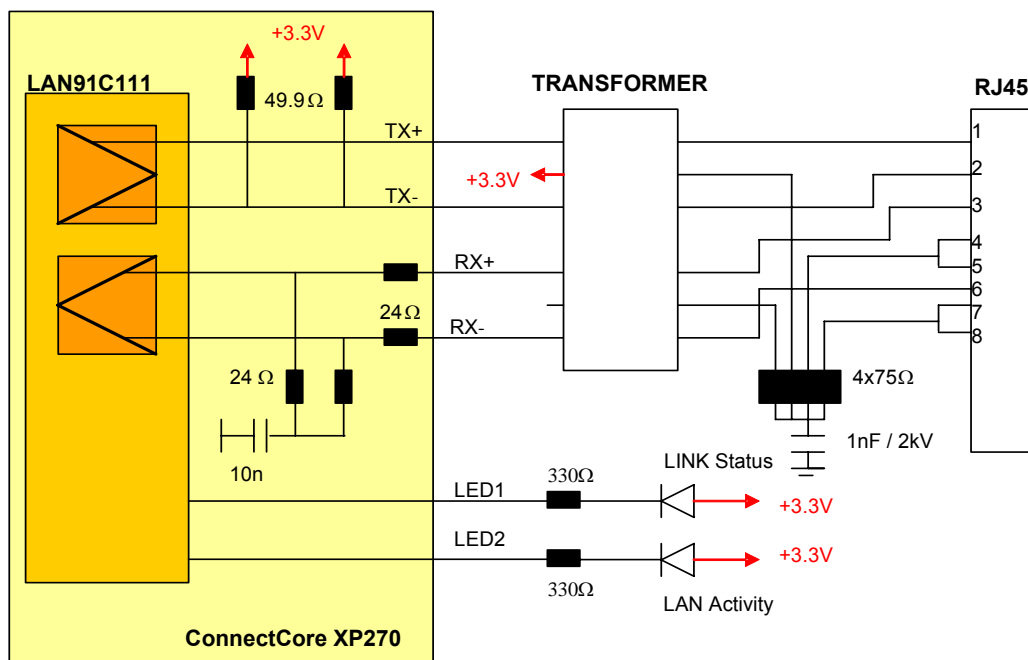 +3.3V
LAN91C111
TRANSFORMER
RJ45
49.9Ω
TX+
1
+3.3V
2
TX-
3
4
RX+
5
6
24Ω
7
RX-
8
24 Ω
4x75Ω
10n
1nF / 2kV
LINK Status
330Ω
LED1
+3.3V
LED2
+3.3V
330Ω
LAN Activity
ConnectCore XP270